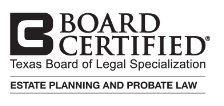 BOARD
CERTIFIED®
Texas Board of Legal Specialization
ESTATE PLANNING AND PROBATE LAW